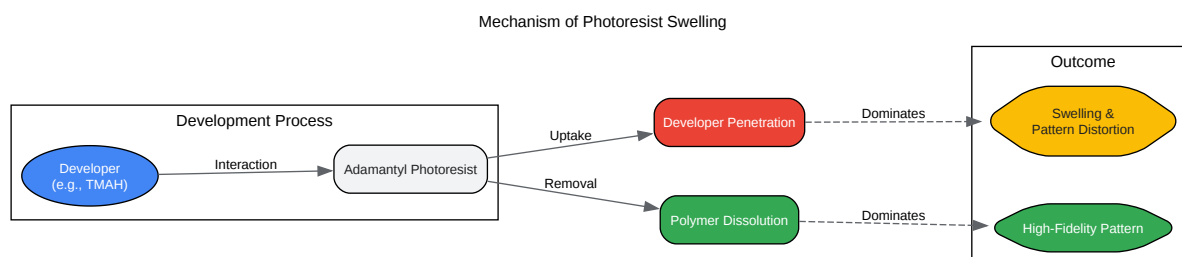 Mechanism of Photoresist Swelling
Development Process
Developer
(e.g., TMAH)
Interaction
Adamantyl Photoresist
Uptake
Removal
Developer Penetration
Polymer Dissolution
Dominates
Dominates
Outcome
Swelling &
Pattern Distortion
High-Fidelity Pattern